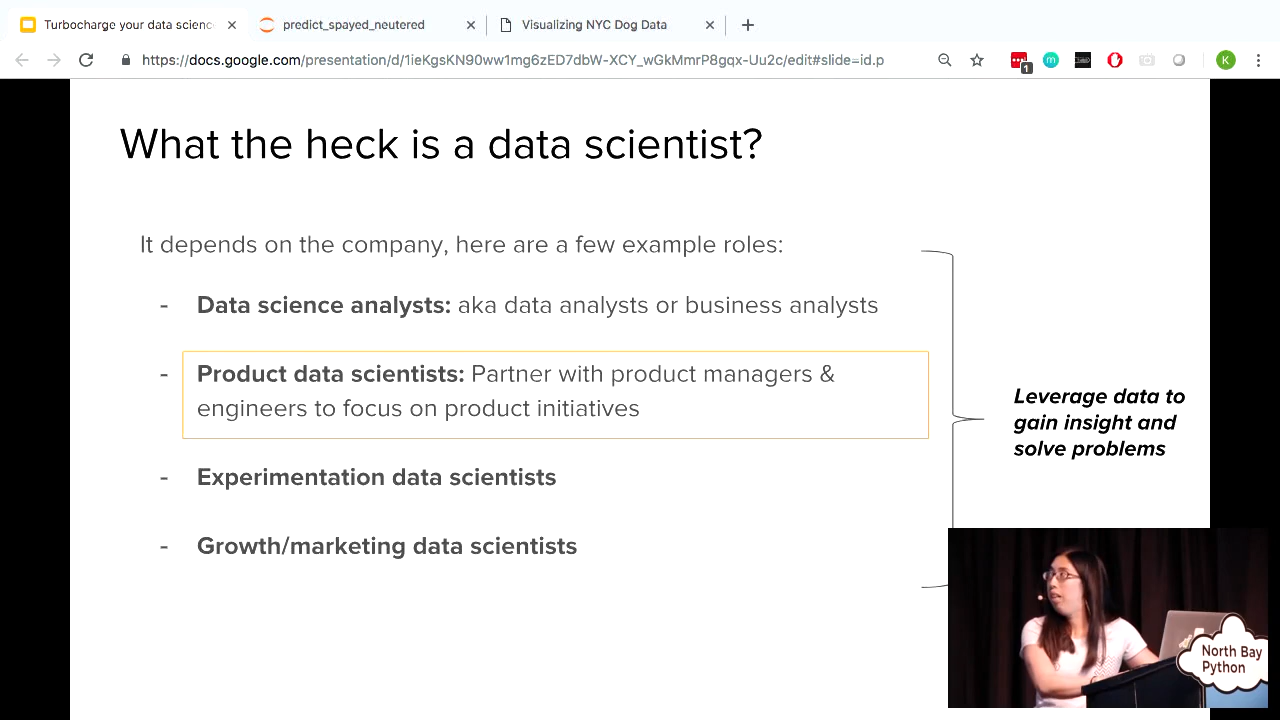 Turbocharge your data scienc
predict_spayed_neutered
Visualizing NYC Dog Data
https://docs.google.com/presentation/d/1ieKgsKN90ww1mg6zED7dbW-XCY_wGkMmrP8gqx-Uu2c/edit#slide=id.p
1
m
K
What the heck is a data scientist?
It depends on the company, here are a few example roles:
- Data science analysts: aka data analysts or business analysts
- Product data scientists: Partner with product managers &
engineers to focus on product initiatives
- Experimentation data scientists
- Growth/marketing data scientists
Leverage data to
gain insight and
solve problems
North Bay
Python